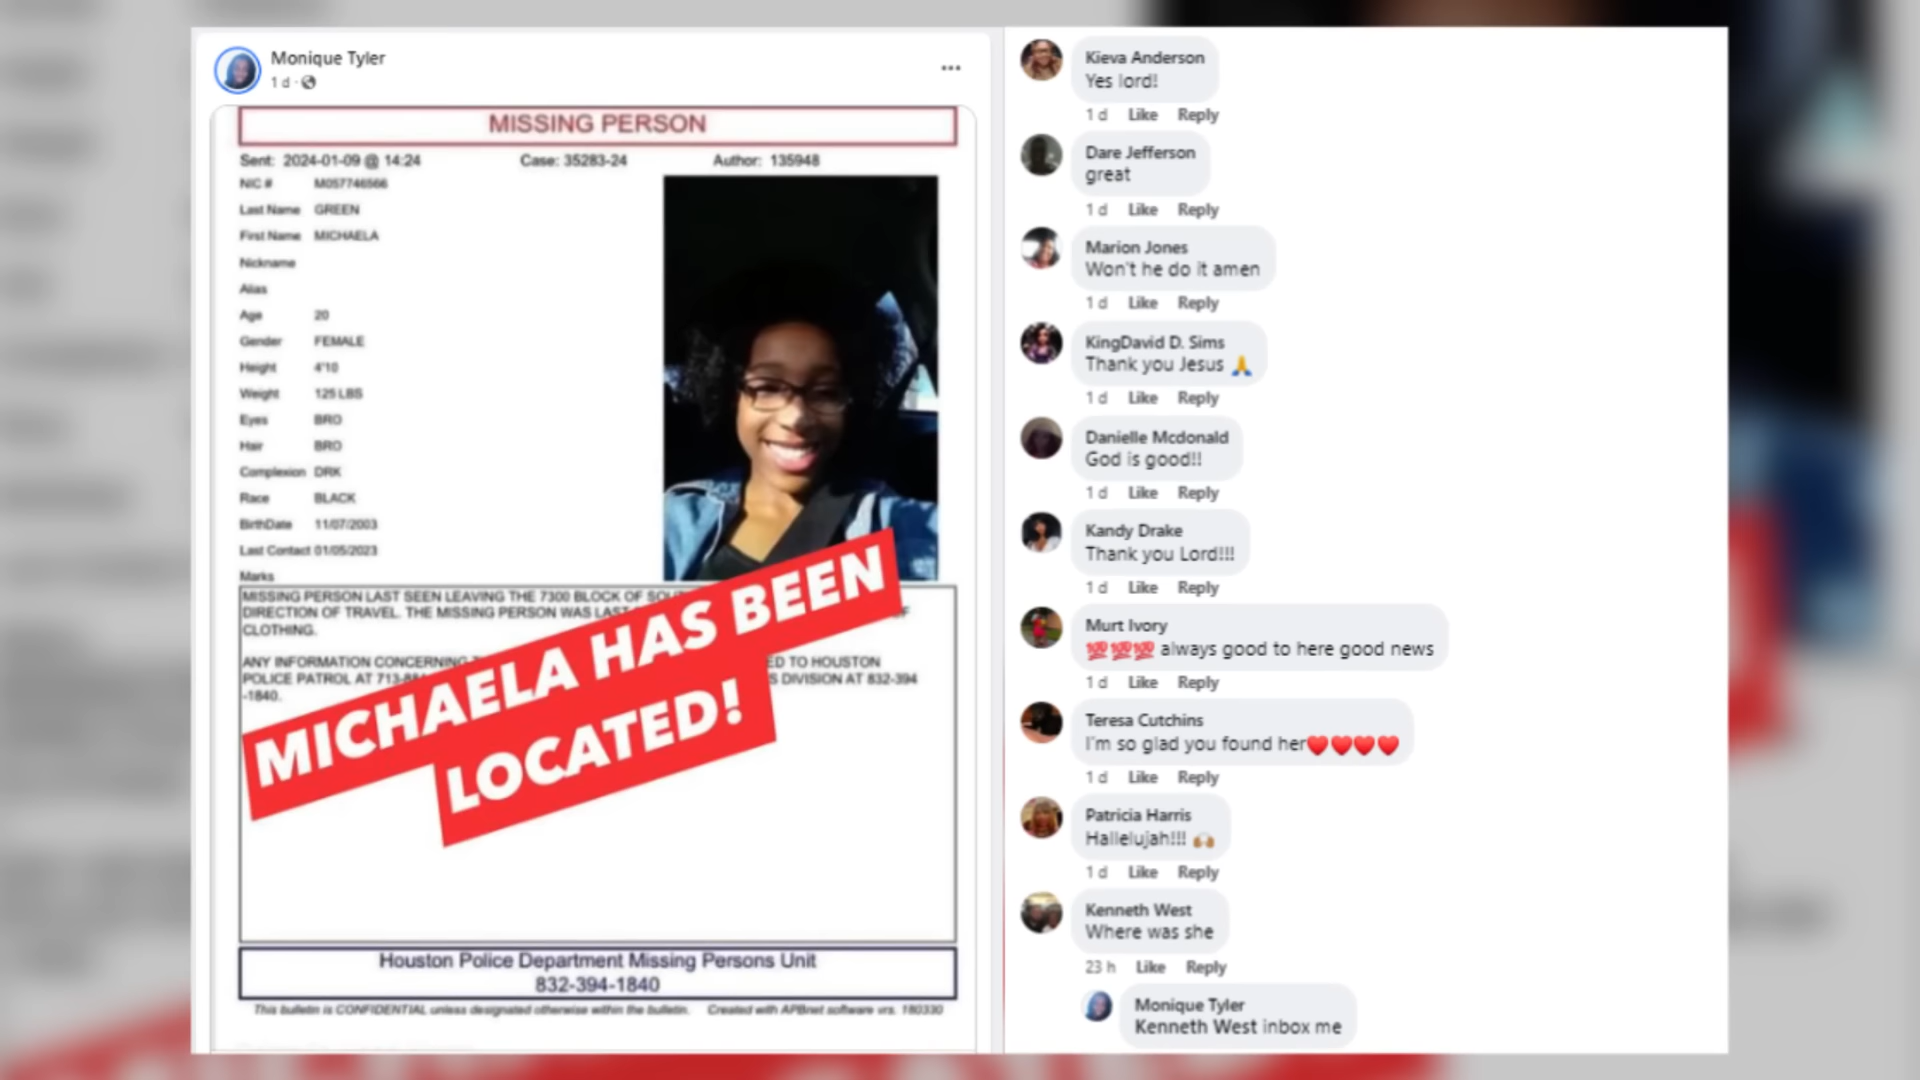 Monique Tyler
1 d
MISSING PERSON
Sent: 2024-01-09 @ 14:24 Case: 35283-24 Author: 135948
NIC # M057746566
Last Name GREEN
First Name MICHAELA
Nickname
Alias
Age 20
Gender FEMALE
Height 4'10
Weight 125 LBS
Eyes BRO
Hair BRO
Complexion DRK
Race BLACK
BirthDate 11/07/2003
Last Contact 01/05/2023
Marks
MISSING PERSON LAST SEEN LEAVING THE 7300 BLOCK OF
DIRECTION OF TRAVEL. THE MISSING PERSON WAS
CLOTHING.
ANY INFORMATION CONCERNING TO HOUSTON
POLICE PATROL AT DIVISION AT 832-394
-1840.
MICHAELA HAS BEEN
LOCATED!
Houston Police Department Missing Persons Unit
832-394-1840
This bulletin is CONFIDENTIAL unless designated otherwise within the bulletin. Created with APBnet software vrs. 180330
Kieva Anderson
Yes lord!
1 d Like Reply
Dare Jefferson
great
1 d Like Reply
Marion Jones
Won't he do it amen
1 d Like Reply
KingDavid D. Sims
Thank you Jesus 🙏
1 d Like Reply
Danielle Mcdonald
God is good!!
1 d Like Reply
Kandy Drake
Thank you Lord!!!
1 d Like Reply
Murt Ivory
💯💯💯 always good to here good news
1 d Like Reply
Teresa Cutchins
I'm so glad you found her❤️❤️❤️❤️
1 d Like Reply
Patricia Harris
Hallelujah!!! 🙌🏽
1 d Like Reply
Kenneth West
Where was she
23 h Like Reply
Monique Tyler
Kenneth West inbox me